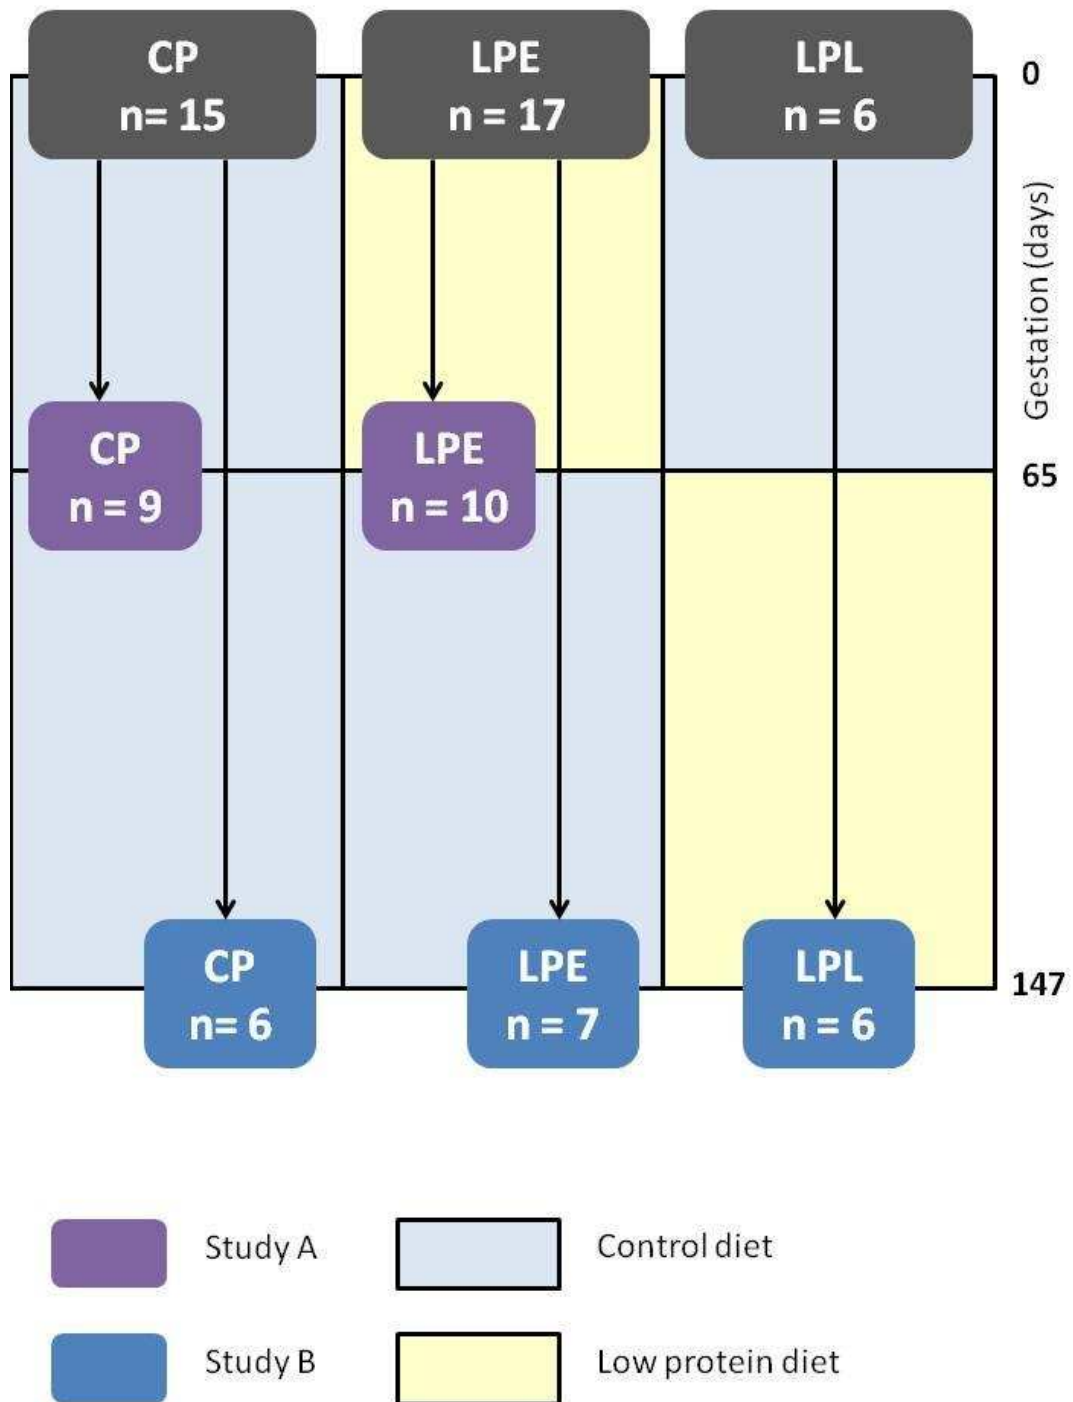 CP
n= 15
LPE
n = 17
LPL
n = 6
0
Gestation (days)
CP
n = 9
LPE
n = 10
65
CP
n= 6
LPE
n = 7
LPL
n = 6
147
Study A
Control diet
Study B
Low protein diet